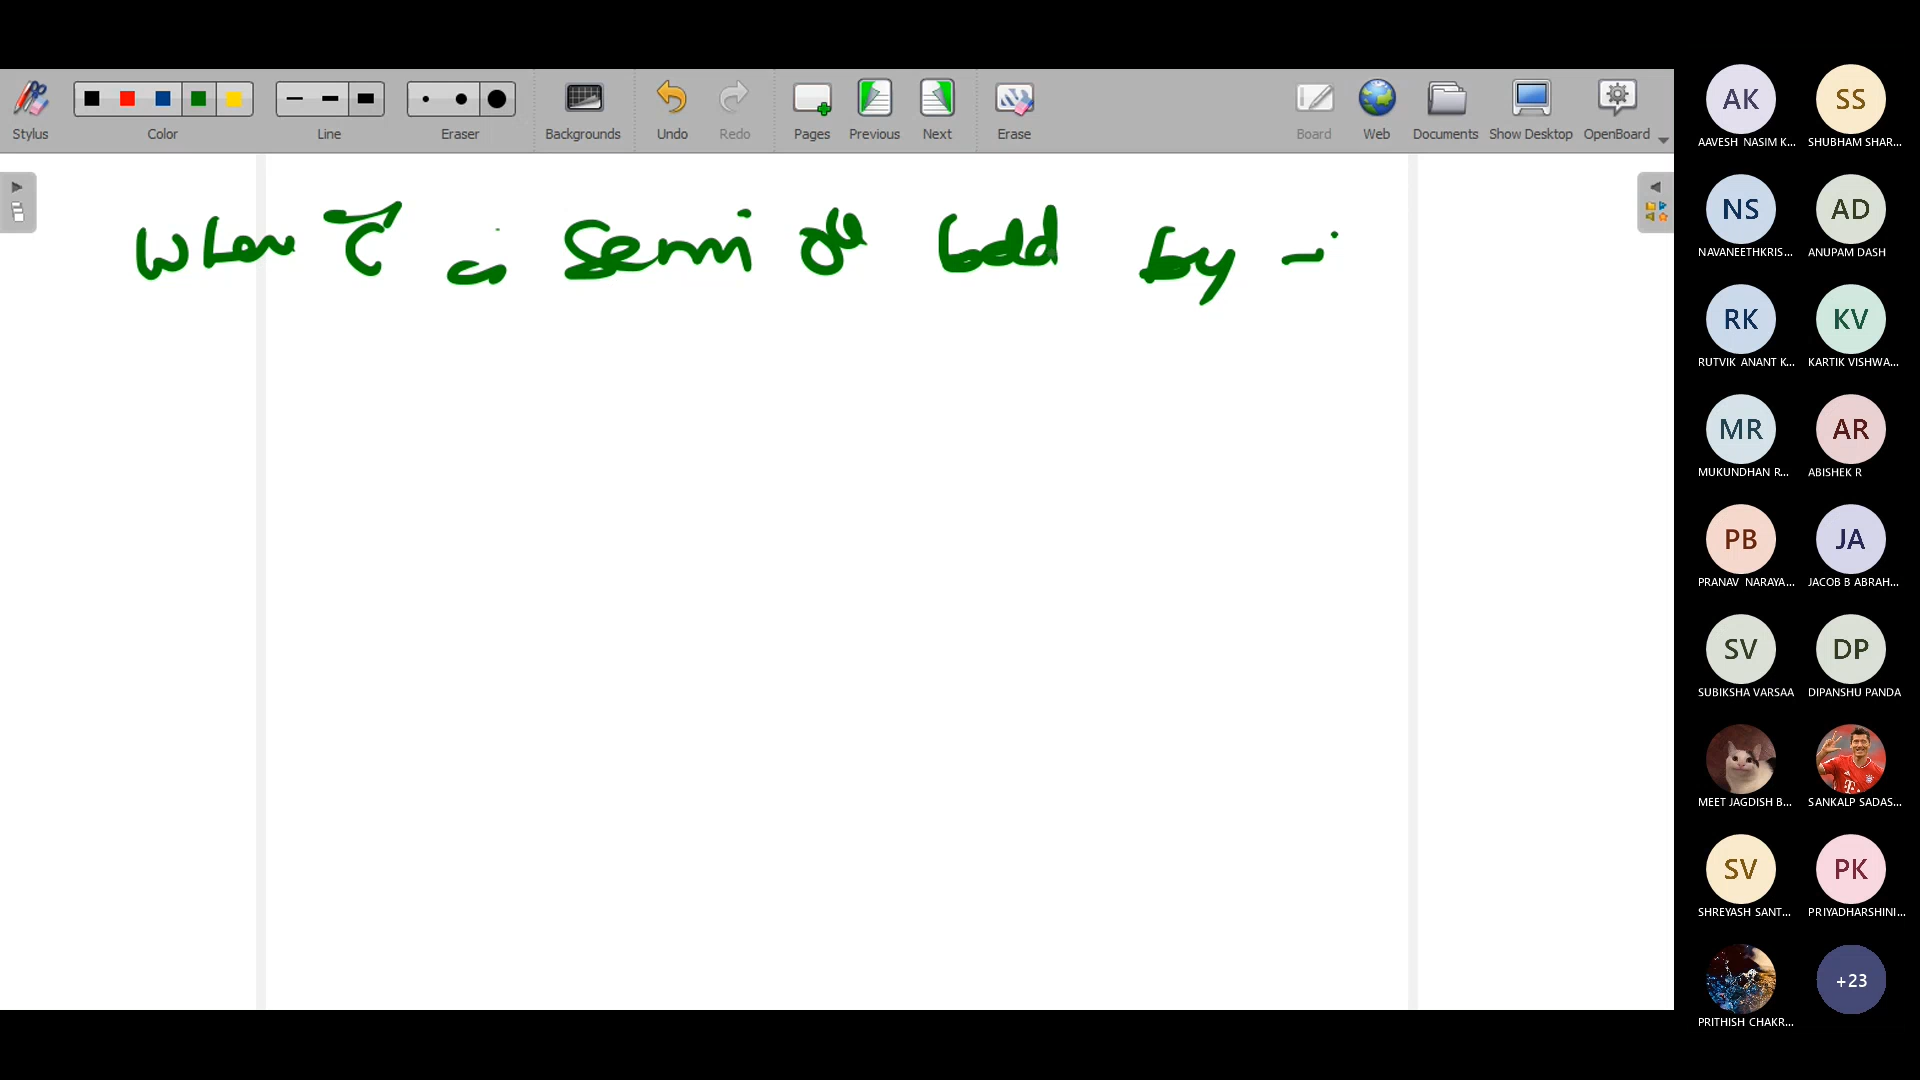 Stylus Color Line Eraser Backgrounds Undo Redo Pages Previous Next Erase Board Web Documents Show Desktop OpenBoard
where C is semi ole bdd by -i
AK SS
AAVESH NASIM K... SHUBHAM SHAR...
NS AD
NAVANEETHKRIS... ANUPAM DASH
RK KV
RUTVIK ANANT K... KARTIK VISHWA...
MR AR
MUKUNDHAN R... ABISHEK R
PB JA
PRANAV NARAYA... JACOB B ABRAH...
SV DP
SUBIKSHA VARSAA DIPANSHU PANDA
MEET JAGDISH B... SANKALP SADAS...
SV PK
SHREYASH SANT... PRIYADHARSHINI...
+23
PRITHISH CHAKR...